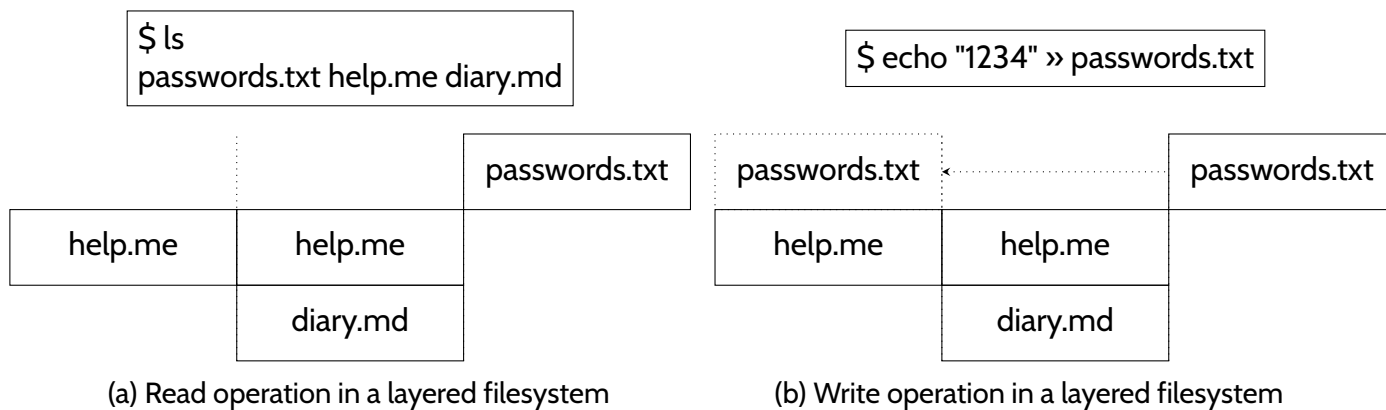 $ ls
passwords.txt help.me diary.md
$ echo "1234" » passwords.txt
passwords.txt
passwords.txt
passwords.txt
help.me
help.me
help.me
help.me
diary.md
diary.md
(a) Read operation in a layered filesystem
(b) Write operation in a layered filesystem